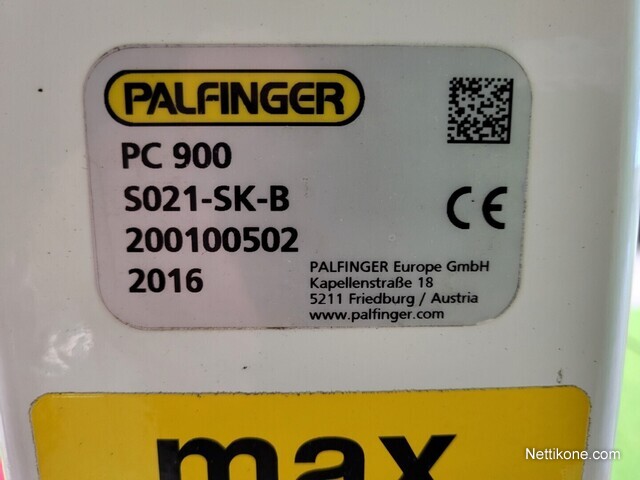 PALFINGER
PC 900
S021-SK-B
200100502
2016
CE
PALFINGER Europe GmbH
Kapellenstraße 18
5211 Friedburg / Austria
www.palfinger.com
max
Nettikone.com